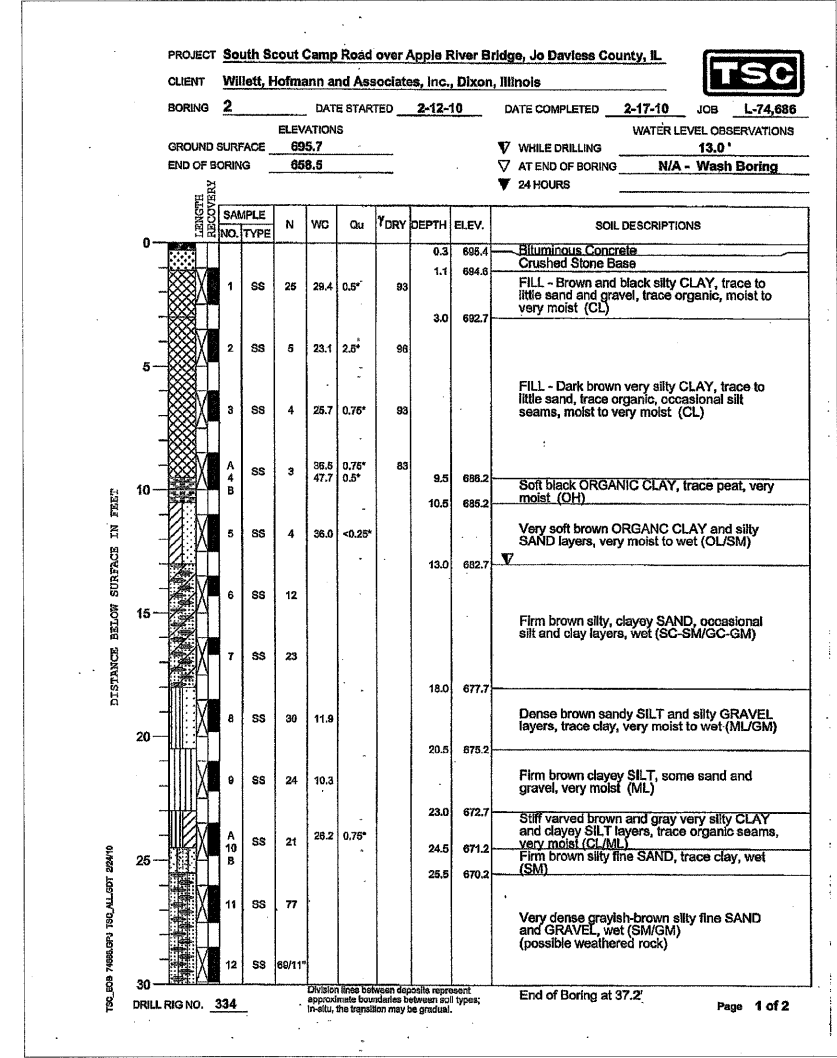 PROJECT South Scout Camp Road over Apple River Bridge, Jo Daviess County, IL
TSC
CLIENT Willett, Hofmann and Associates, Inc., Dixon, Illinois
BORING 2 DATE STARTED 2-12-10 DATE COMPLETED 2-17-10 JOB L-74,686
ELEVATIONS WATER LEVEL OBSERVATIONS
GROUND SURFACE 695.7 WHILE DRILLING 13.0 '
END OF BORING 658.5 AT END OF BORING N/A - Wash Boring
24 HOURS
LENGTH RECOVERY SAMPLE NO. TYPE N WC Qu γDRY DEPTH ELEV. SOIL DESCRIPTIONS
0
0.3 695.4 Bituminous Concrete
Crushed Stone Base
1.1 694.6
1 SS 25 29.4 0.5* 93 FILL - Brown and black silty CLAY, trace to
little sand and gravel, trace organic, moist to
very moist (CL)
3.0 692.7
2 SS 5 23.1 2.5* 96
5
FILL - Dark brown very silty CLAY, trace to
little sand, trace organic, occasional silt
seams, moist to very moist (CL)
3 SS 4 25.7 0.75* 93
A 36.5 0.75* 83
4 SS 3 47.7 0.5*
B
9.5 686.2 Soft black ORGANIC CLAY, trace peat, very
moist (OH)
10
10.5 685.2
5 SS 4 36.0 <0.25* Very soft brown ORGANC CLAY and silty
SAND layers, very moist to wet (OL/SM)
13.0 682.7
6 SS 12
15
Firm brown silty, clayey SAND, occasional
silt and clay layers, wet (SC-SM/GC-GM)
7 SS 23
18.0 677.7
8 SS 30 11.9 Dense brown sandy SILT and silty GRAVEL
layers, trace clay, very moist to wet (ML/GM)
20
20.5 675.2
9 SS 24 10.3 Firm brown clayey SILT, some sand and
gravel, very moist (ML)
23.0 672.7 Stiff varved brown and gray very silty CLAY
and clayey SILT layers, trace organic seams,
very moist (CL/ML)
A 26.2 0.75*
10 SS 21
B
24.5 671.2 Firm brown silty fine SAND, trace clay, wet
(SM)
25
25.5 670.2
11 SS 77 Very dense grayish-brown silty fine SAND
and GRAVEL, wet (SM/GM)
(possible weathered rock)
12 SS 69/11"
30
DISTANCE BELOW SURFACE IN FEET
TSC_EOB 74686.GPJ TSC_ALL.GDT 2/24/10
DRILL RIG NO. 334
Division lines between deposits represent
approximate boundaries between soil types;
in-situ, the transition may be gradual.
End of Boring at 37.2'
Page 1 of 2